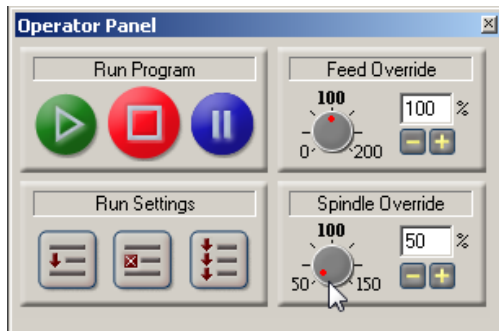 Operator Panel
Run Program
Feed Override
100
0
200
100 %
Run Settings
Spindle Override
100
50
150
50 %